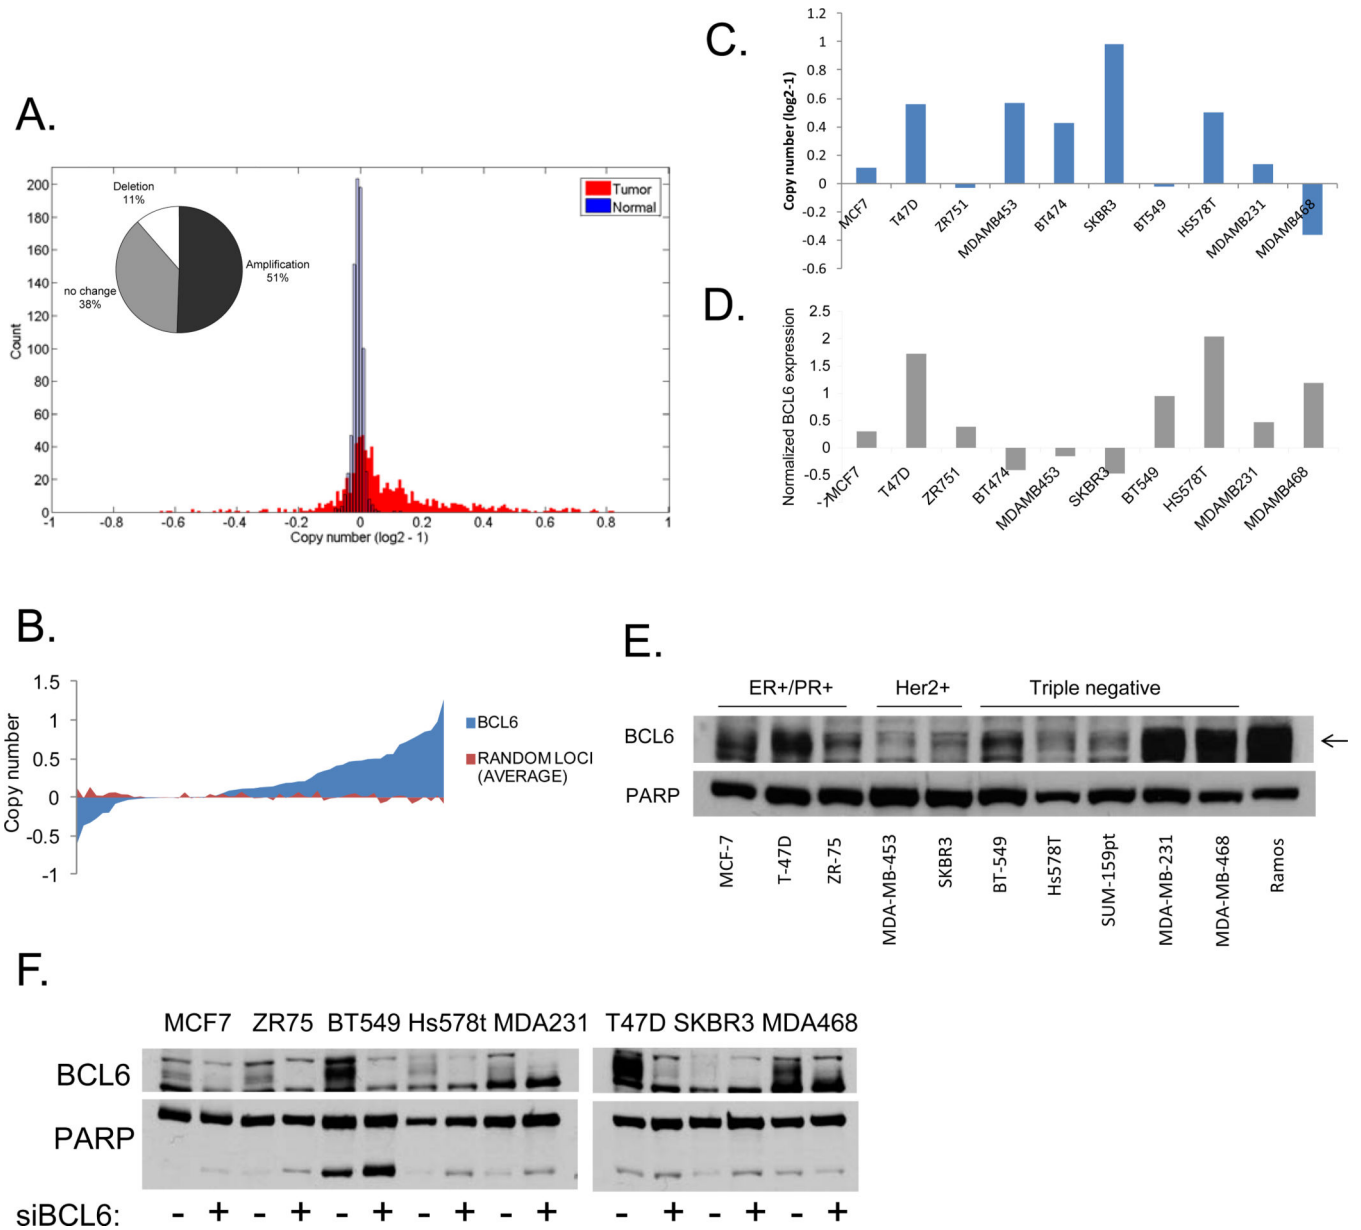 A.
200
180
160
140
120
100
80
60
40
20
0
Count
-1 -0.8 -0.6 -0.4 -0.2 0 0.2 0.4 0.6 0.8 1
Copy number (log2 - 1)
Tumor
Normal
Deletion
11%
no change
38%
Amplification
51%
B.
1.5
1
0.5
0
-0.5
-1
Copy number
BCL6
RANDOM LOCI
(AVERAGE)
C.
1.2
1
0.8
0.6
0.4
0.2
0
-0.2
-0.4
-0.6
Copy number (log2-1)
MCF7 T47D ZR751 MDAMB453 BT474 SKBR3 BT549 HS578T MDAMB231 MDAMB468
D.
2.5
2
1.5
1
0.5
0
-0.5
Normalized BCL6 expression
MCF7 T47D ZR751 BT474 MDAMB453 SKBR3 BT549 HS578T MDAMB231 MDAMB468
E.
ER+/PR+ Her2+ Triple negative
BCL6
PARP
MCF-7 T-47D ZR-75 MDA-MB-453 SKBR3 BT-549 Hs578T SUM-159pt MDA-MB-231 MDA-MB-468 Ramos
F.
MCF7 ZR75 BT549 Hs578t MDA231 T47D SKBR3 MDA468
BCL6
PARP
siBCL6: - + - + - + - + - + - + - + - +